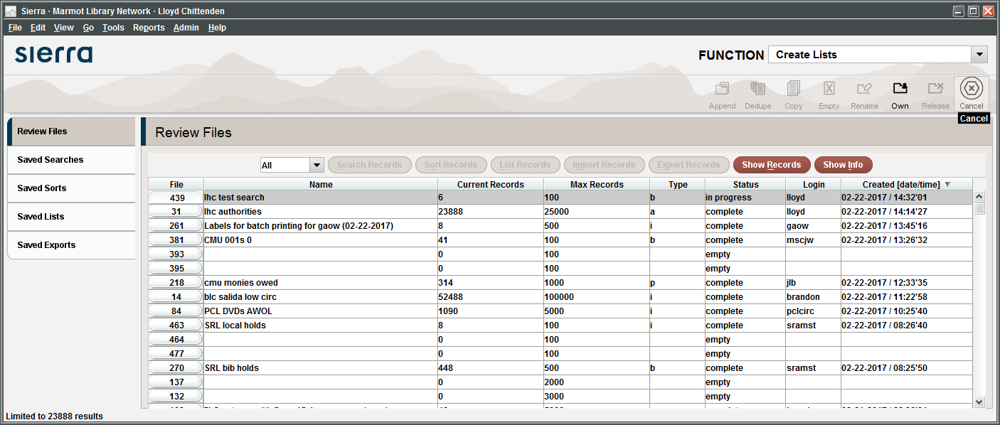 Sierra · Marmot Library Network · Lloyd Chittenden
File Edit View Go Tools Reports Admin Help
sierra
FUNCTION Create Lists
Append Dedupe Copy Empty Rename Own Release Cancel
Cancel
Review Files
Saved Searches
Saved Sorts
Saved Lists
Saved Exports
Review Files
All Search Records Sort Records List Records Import Records Export Records Show Records Show Info
File Name Current Records Max Records Type Status Login Created [date/time]
439 lhc test search 6 100 b in progress lloyd 02-22-2017 / 14:32'01
31 lhc authorities 23888 25000 a complete lloyd 02-22-2017 / 14:14'27
261 Labels for batch printing for gaow (02-22-2017) 8 500 i complete gaow 02-22-2017 / 13:45'16
381 CMU 001s 0 41 100 b complete mscjw 02-22-2017 / 13:26'32
393 0 100 empty
395 0 100 empty
218 cmu monies owed 314 1000 p complete jlb 02-22-2017 / 12:33'35
14 blc salida low circ 52488 100000 i complete brandon 02-22-2017 / 11:22'58
84 PCL DVDs AWOL 1090 5000 i complete pclcirc 02-22-2017 / 10:25'40
463 SRL local holds 8 100 i complete sramst 02-22-2017 / 08:26'40
464 0 100 empty
477 0 100 empty
270 SRL bib holds 448 500 b complete sramst 02-22-2017 / 08:25'50
137 0 2000 empty
132 0 3000 empty
Limited to 23888 results